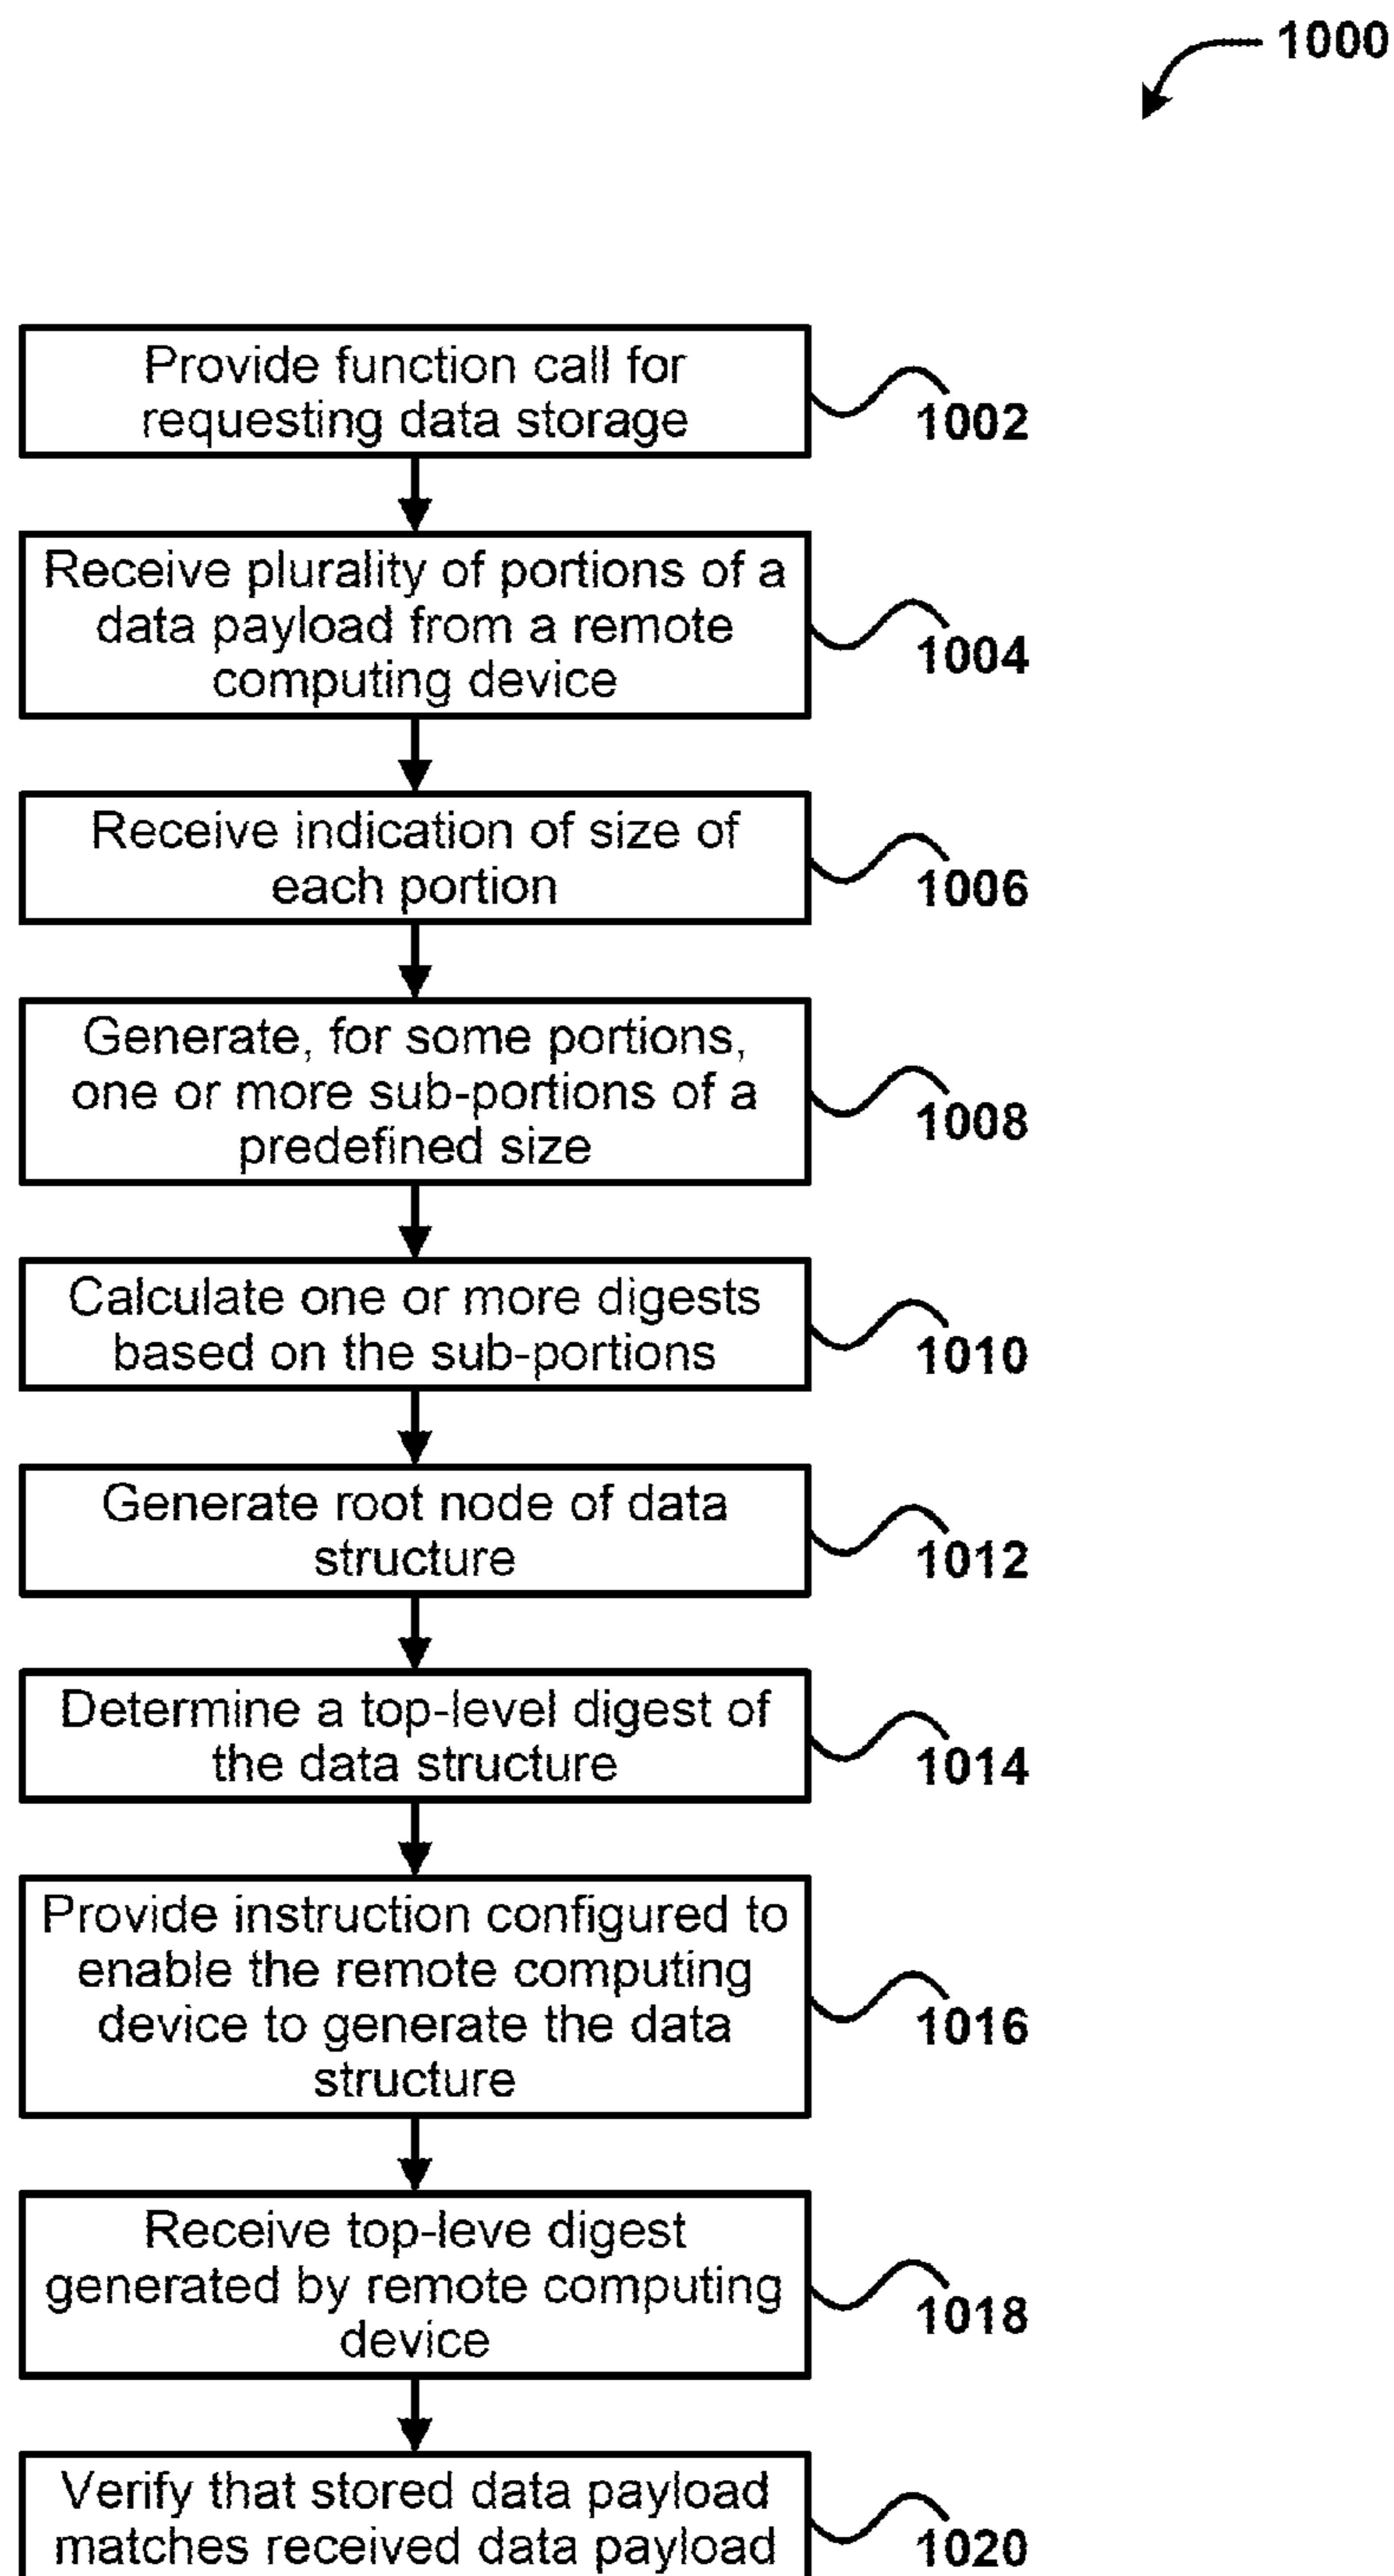 1000
Provide function call for
requesting data storage
1002
Receive plurality of portions of a
data payload from a remote
computing device
1004
Receive indication of size of
each portion
1006
Generate, for some portions,
one or more sub-portions of a
predefined size
1008
Calculate one or more digests
based on the sub-portions
1010
Generate root node of data
structure
1012
Determine a top-level digest of
the data structure
1014
Provide instruction configured to
enable the remote computing
device to generate the data
structure
1016
Receive top-leve digest
generated by remote computing
device
1018
Verify that stored data payload
matches received data payload
1020